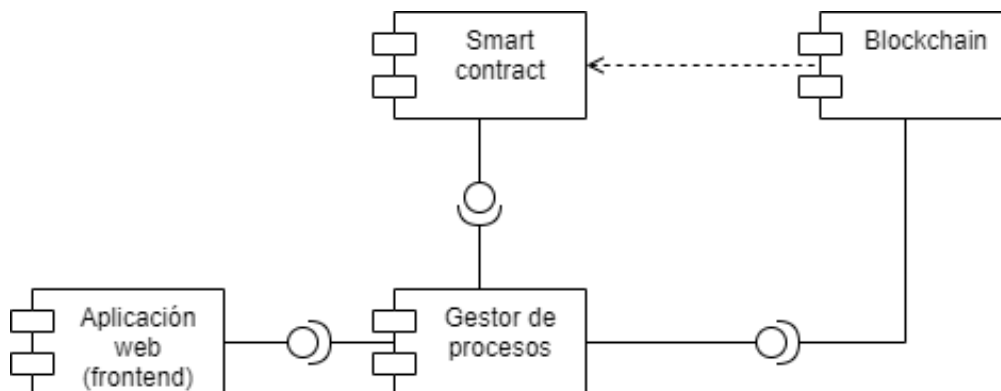 Smart
contract
Blockchain
Aplicación
web
(frontend)
Gestor de
procesos